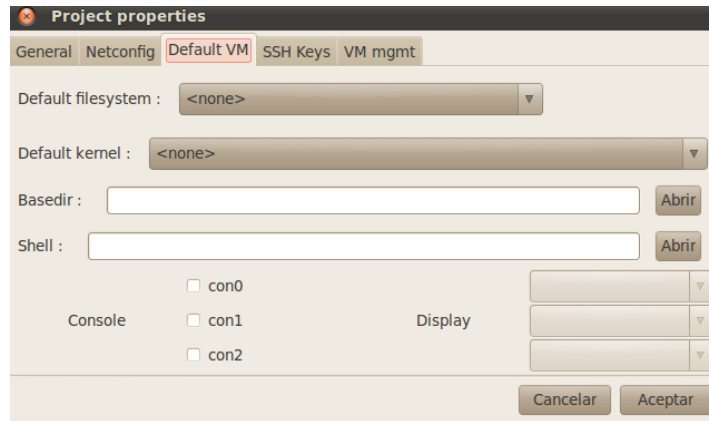 Project properties
General Netconfig Default VM SSH Keys VM mgmt
Default filesystem : <none>
Default kernel : <none>
Basedir : Abrir
Shell : Abrir
con0
Console con1 Display
con2
Cancelar Aceptar